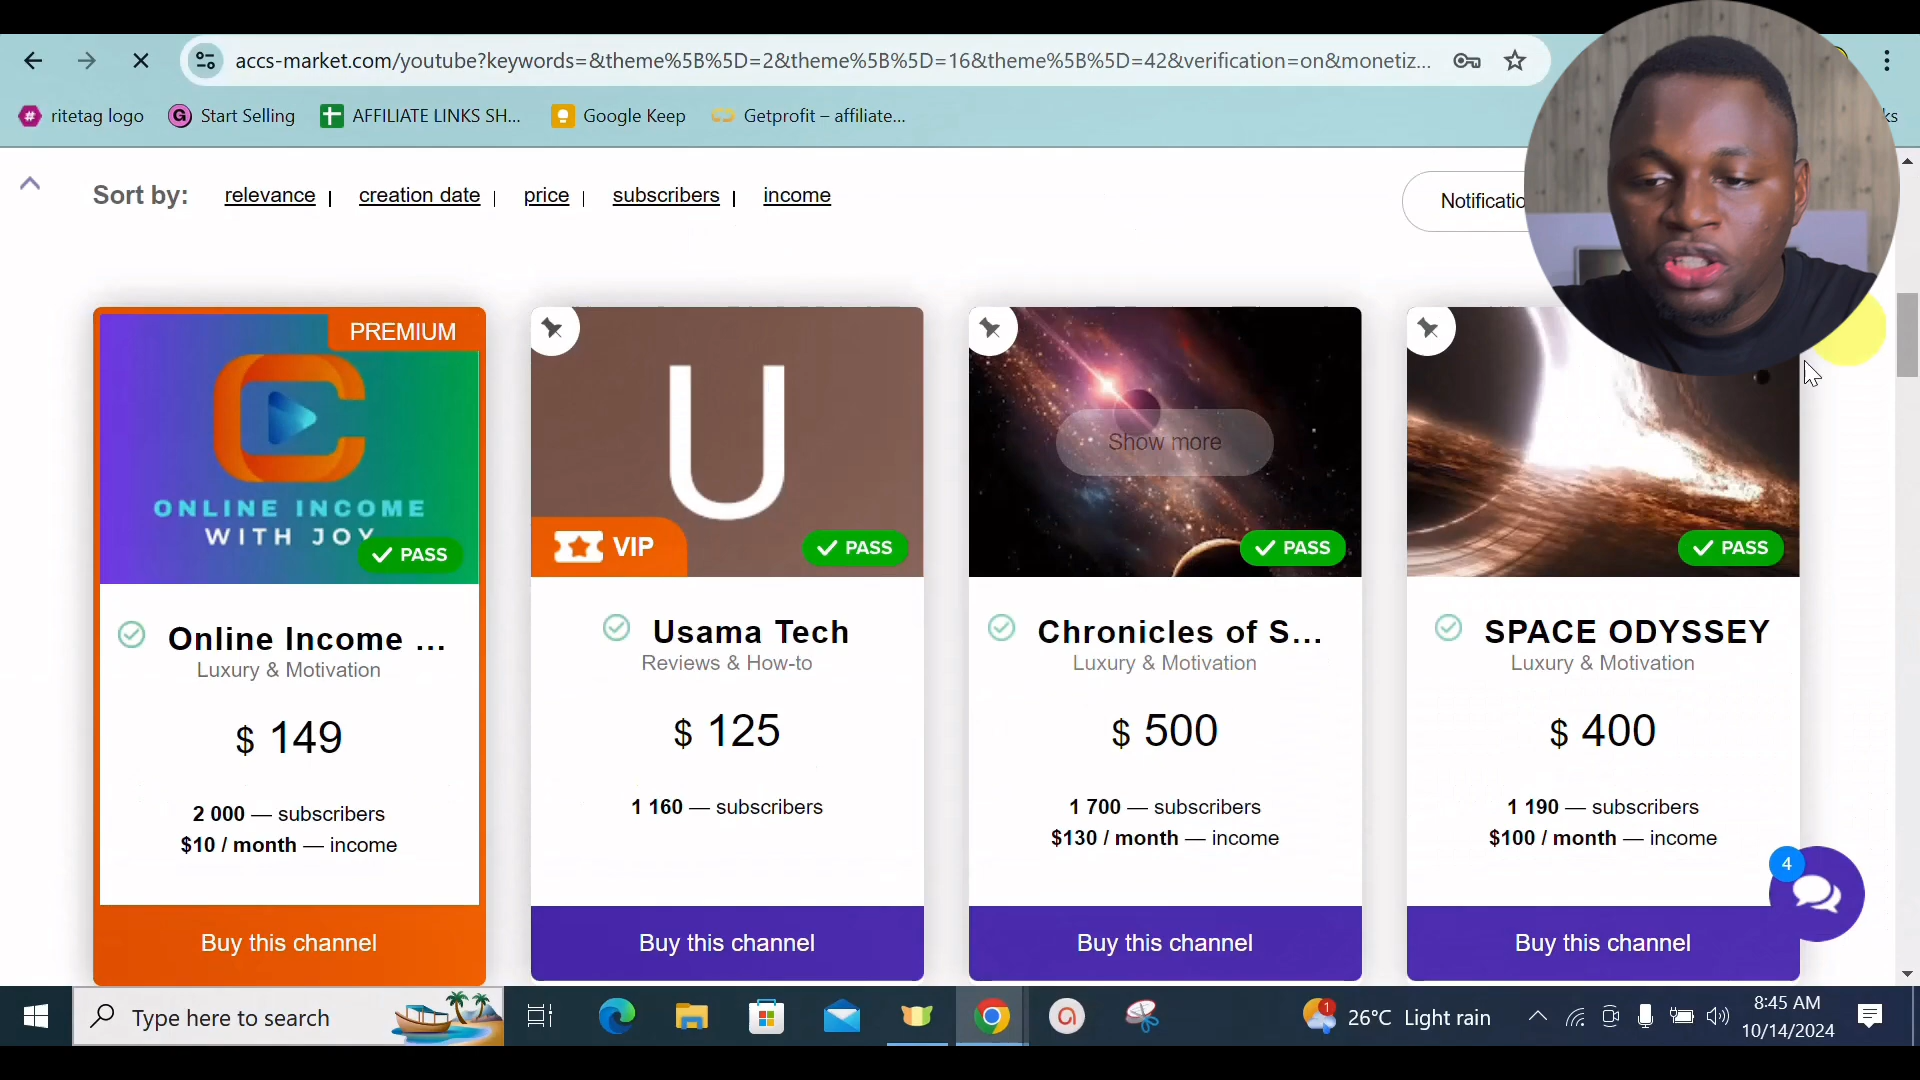 accs-market.com/youtube?keywords=&theme%5B%5D=2&theme%5B%5D=16&theme%5B%5D=42&verification=on&monetiz...
ritetag logo
Start Selling
AFFILIATE LINKS SH...
Google Keep
Getprofit – affiliate...
Sort by:
relevance
creation date
price
subscribers
income
Notificatio
PREMIUM
ONLINE INCOME
WITH JOY
PASS
Online Income ...
Luxury & Motivation
$ 149
2 000 — subscribers
$10 / month — income
Buy this channel
U
VIP
PASS
Usama Tech
Reviews & How-to
$ 125
1 160 — subscribers
Buy this channel
Show more
PASS
Chronicles of S...
Luxury & Motivation
$ 500
1 700 — subscribers
$130 / month — income
Buy this channel
PASS
SPACE ODYSSEY
Luxury & Motivation
$ 400
1 190 — subscribers
$100 / month — income
Buy this channel
4
Type here to search
1
26°C Light rain
8:45 AM
10/14/2024